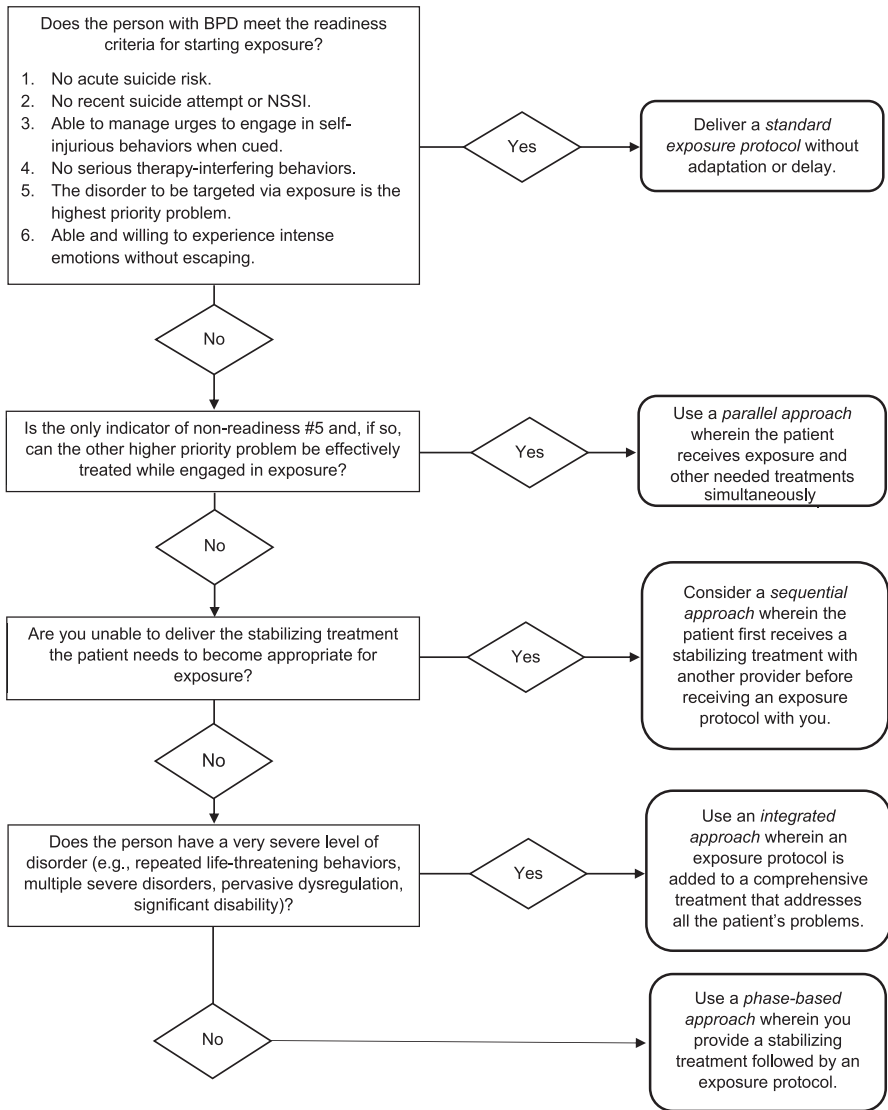 Does the person with BPD meet the readiness
criteria for starting exposure?
1. No acute suicide risk.
2. No recent suicide attempt or NSSI.
3. Able to manage urges to engage in self-
injurious behaviors when cued.
4. No serious therapy-interfering behaviors.
5. The disorder to be targeted via exposure is the
highest priority problem.
6. Able and willing to experience intense
emotions without escaping.
Yes
Deliver a standard
exposure protocol without
adaptation or delay.
No
Is the only indicator of non-readiness #5 and, if so,
can the other higher priority problem be effectively
treated while engaged in exposure?
Yes
Use a parallel approach
wherein the patient
receives exposure and
other needed treatments
simultaneously
No
Are you unable to deliver the stabilizing treatment
the patient needs to become appropriate for
exposure?
Yes
Consider a sequential
approach wherein the
patient first receives a
stabilizing treatment with
another provider before
receiving an exposure
protocol with you.
No
Does the person have a very severe level of
disorder (e.g., repeated life-threatening behaviors,
multiple severe disorders, pervasive dysregulation,
significant disability)?
Yes
Use an integrated
approach wherein an
exposure protocol is
added to a comprehensive
treatment that addresses
all the patient's problems.
No
Use a phase-based
approach wherein you
provide a stabilizing
treatment followed by an
exposure protocol.